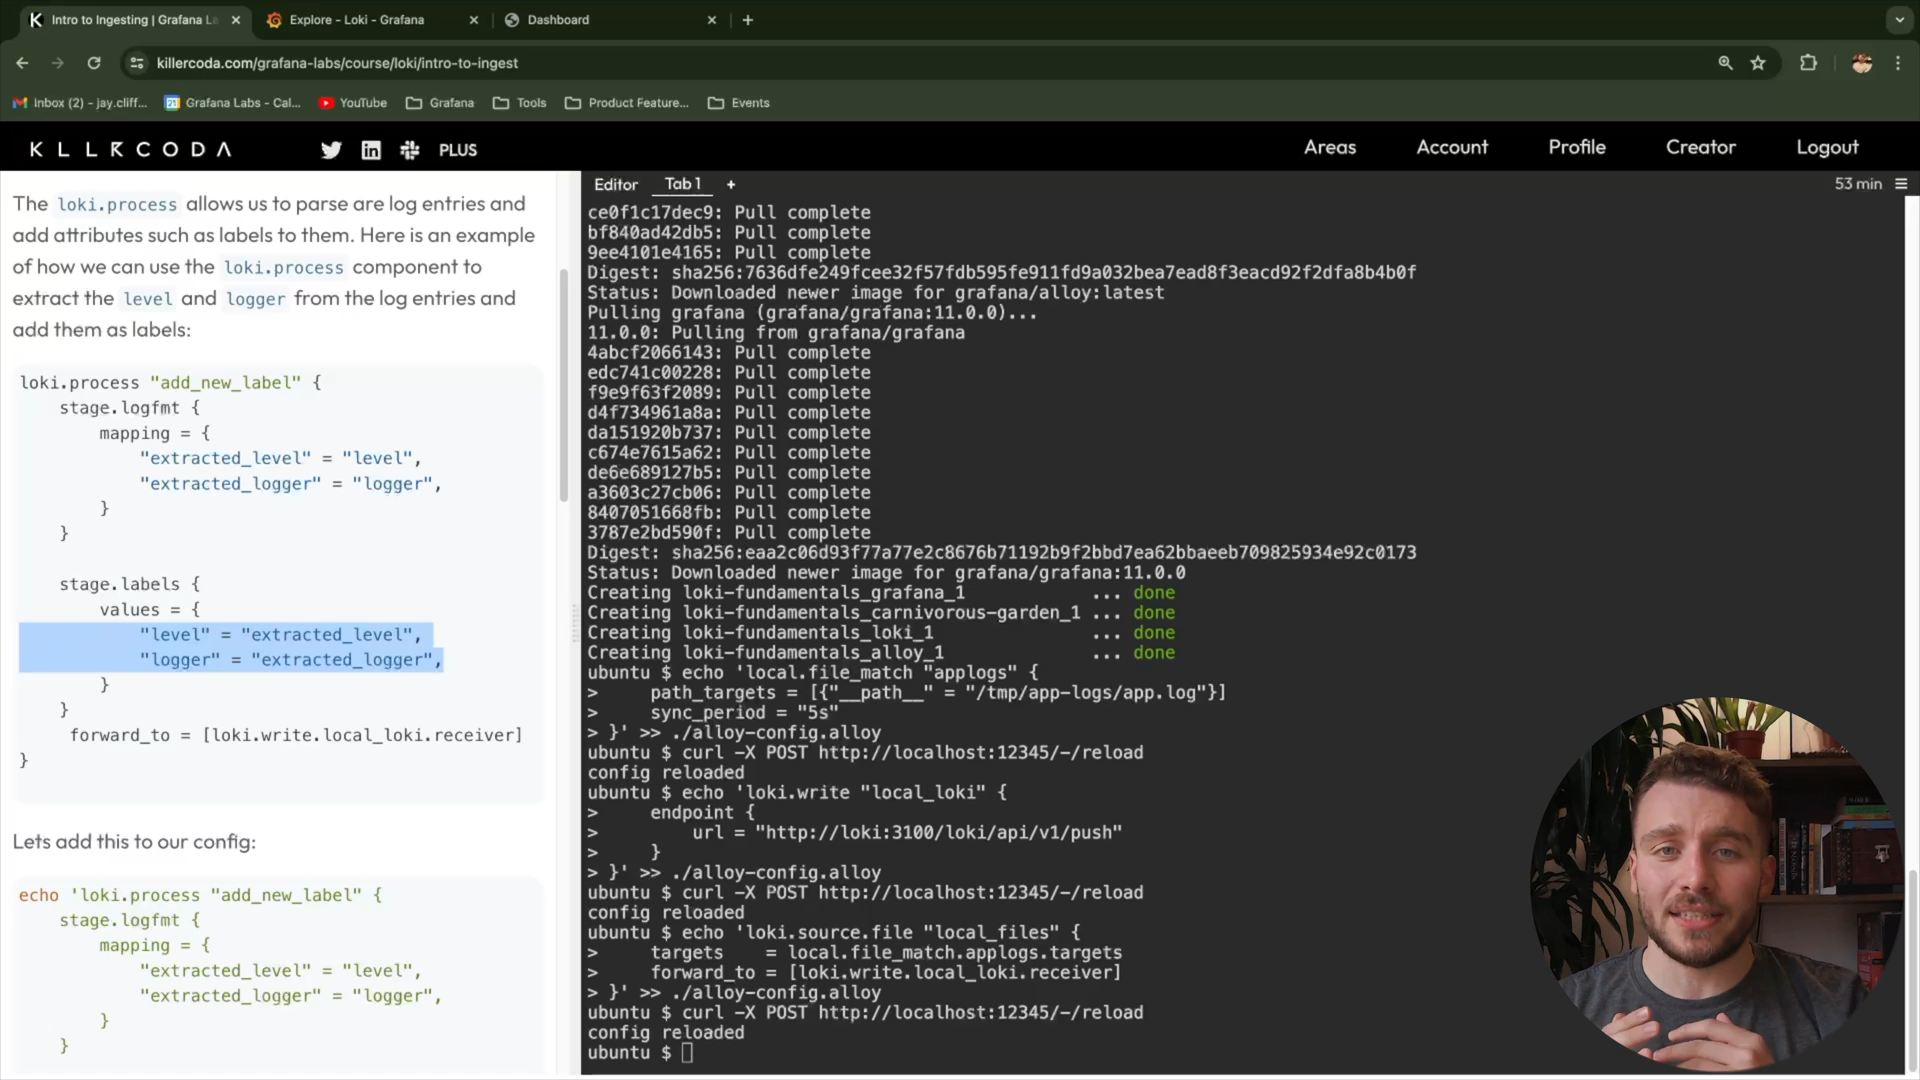 Intro to Ingesting | Grafana La
Explore - Loki - Grafana
Dashboard
killercoda.com/grafana-labs/course/loki/intro-to-ingest
Inbox (2) - jay.cliff...
Grafana Labs - Cal...
YouTube
Grafana
Tools
Product Feature...
Events
KLLRCODA
PLUS
Areas
Account
Profile
Creator
Logout
The loki.process allows us to parse are log entries and
add attributes such as labels to them. Here is an example
of how we can use the loki.process component to
extract the level and logger from the log entries and
add them as labels:
loki.process "add_new_label" {
    stage.logfmt {
        mapping = {
            "extracted_level" = "level",
            "extracted_logger" = "logger",
        }
    }
    stage.labels {
        values = {
            "level" = "extracted_level",
            "logger" = "extracted_logger",
        }
    }
     forward_to = [loki.write.local_loki.receiver]
}
Lets add this to our config:
echo 'loki.process "add_new_label" {
    stage.logfmt {
        mapping = {
            "extracted_level" = "level",
            "extracted_logger" = "logger",
        }
    }
Editor
Tab 1
+
53 min
ce0f1c17dec9: Pull complete
bf840ad42db5: Pull complete
9ee4101e4165: Pull complete
Digest: sha256:7636dfe249fcee32f57fdb595fe911fd9a032bea7ead8f3eacd92f2dfa8b4b0f
Status: Downloaded newer image for grafana/alloy:latest
Pulling grafana (grafana/grafana:11.0.0)...
11.0.0: Pulling from grafana/grafana
4abcf2066143: Pull complete
edc741c00228: Pull complete
f9e9f63f2089: Pull complete
d4f734961a8a: Pull complete
da151920b737: Pull complete
c674e7615a62: Pull complete
de6e689127b5: Pull complete
a3603c27cb06: Pull complete
8407051668fb: Pull complete
3787e2bd590f: Pull complete
Digest: sha256:eaa2c06d93f77a77e2c8676b71192b9f2bbd7ea62bbaeeb709825934e92c0173
Status: Downloaded newer image for grafana/grafana:11.0.0
Creating loki-fundamentals_grafana_1            ... done
Creating loki-fundamentals_carnivorous-garden_1 ... done
Creating loki-fundamentals_loki_1               ... done
Creating loki-fundamentals_alloy_1              ... done
ubuntu $ echo 'local.file_match "applogs" {
>     path_targets = [{"__path__" = "/tmp/app-logs/app.log"}]
>     sync_period = "5s"
> }' >> ./alloy-config.alloy
ubuntu $ curl -X POST http://localhost:12345/-/reload
config reloaded
ubuntu $ echo 'loki.write "local_loki" {
>     endpoint {
>         url = "http://loki:3100/loki/api/v1/push"
>     }
> }' >> ./alloy-config.alloy
ubuntu $ curl -X POST http://localhost:12345/-/reload
config reloaded
ubuntu $ echo 'loki.source.file "local_files" {
>     targets    = local.file_match.applogs.targets
>     forward_to = [loki.write.local_loki.receiver]
> }' >> ./alloy-config.alloy
ubuntu $ curl -X POST http://localhost:12345/-/reload
config reloaded
ubuntu $